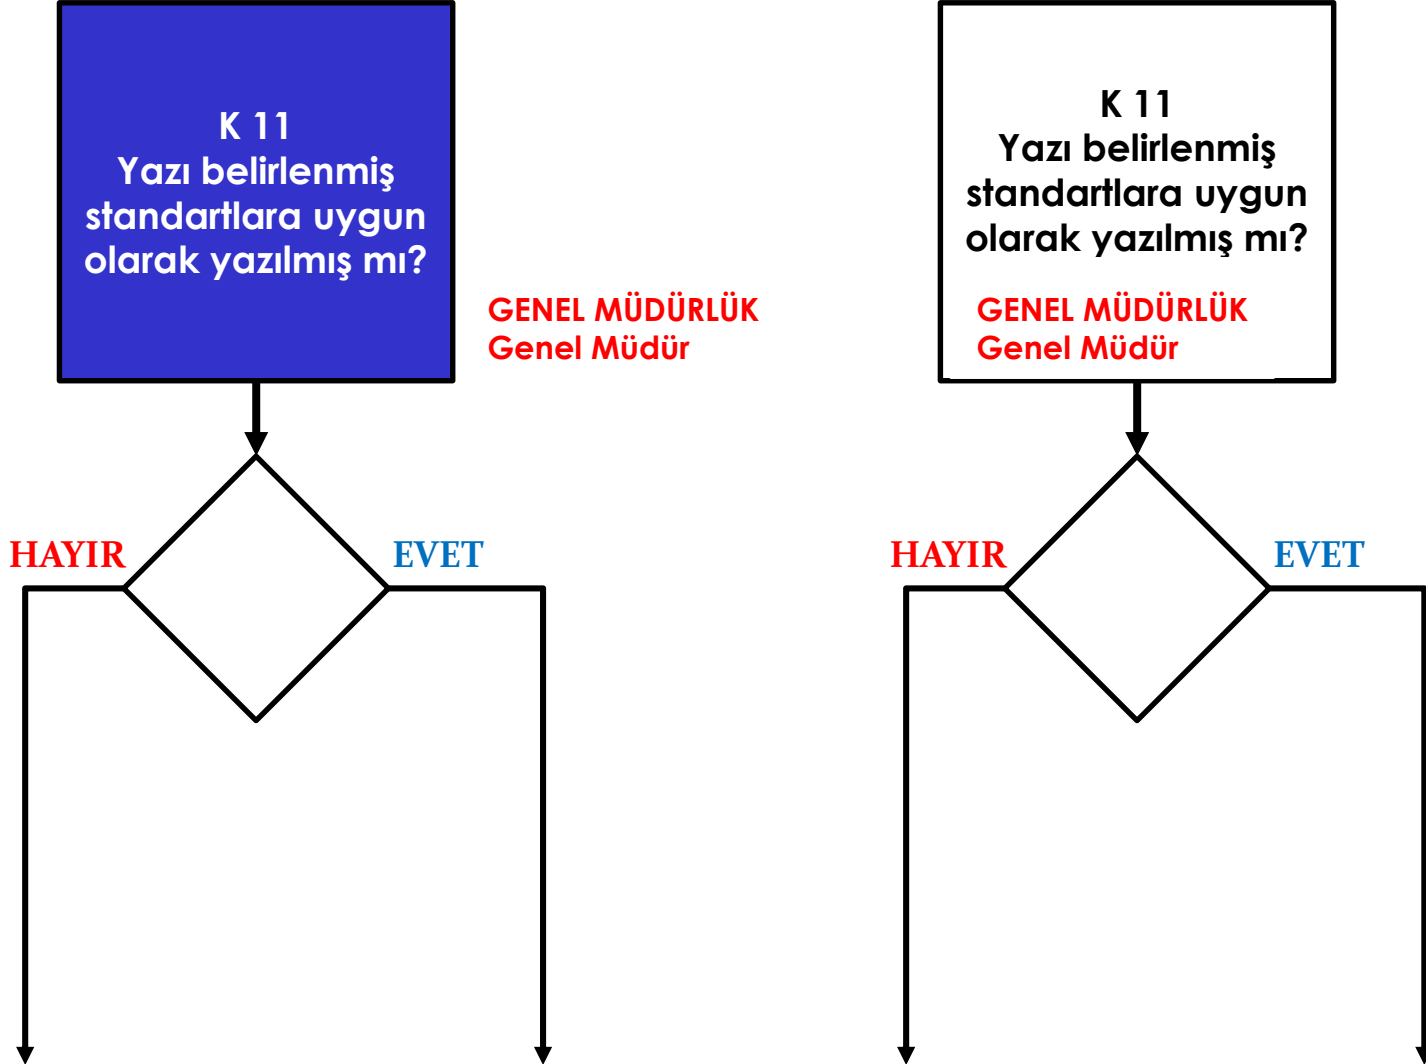 K 11
Yazı belirlenmiş
standartlara uygun
olarak yazılmış mı?
GENEL MÜDÜRLÜK
Genel Müdür
HAYIR
EVET
K 11
Yazı belirlenmiş
standartlara uygun
olarak yazılmış mı?
GENEL MÜDÜRLÜK
Genel Müdür
HAYIR
EVET